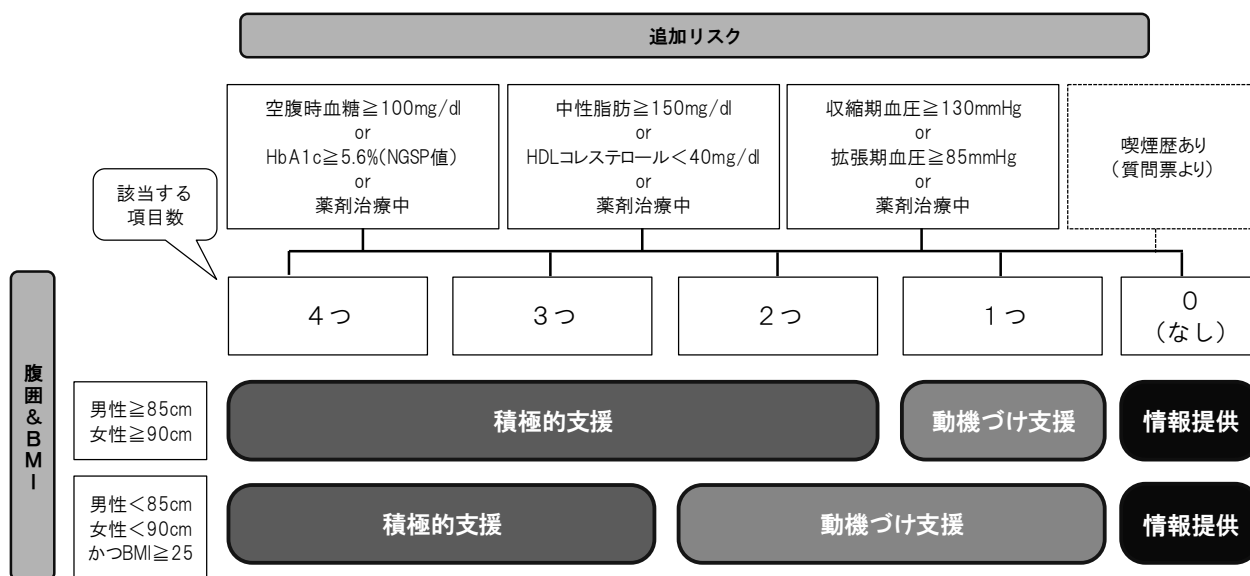 追加リスク
空腹時血糖≧100mg/dl
or
HbA1c≧5.6%(NGSP値)
or
薬剤治療中
中性脂肪≧150mg/dl
or
HDLコレステロール<40mg/dl
or
薬剤治療中
収縮期血圧≧130mmHg
or
拡張期血圧≧85mmHg
or
薬剤治療中
喫煙歴あり
(質問票より)
該当する
項目数
4つ
3つ
2つ
1つ
0
(なし)
腹囲&BMI
男性≧85cm
女性≧90cm
積極的支援
動機づけ支援
情報提供
男性<85cm
女性<90cm
かつBMI≧25
積極的支援
動機づけ支援
情報提供